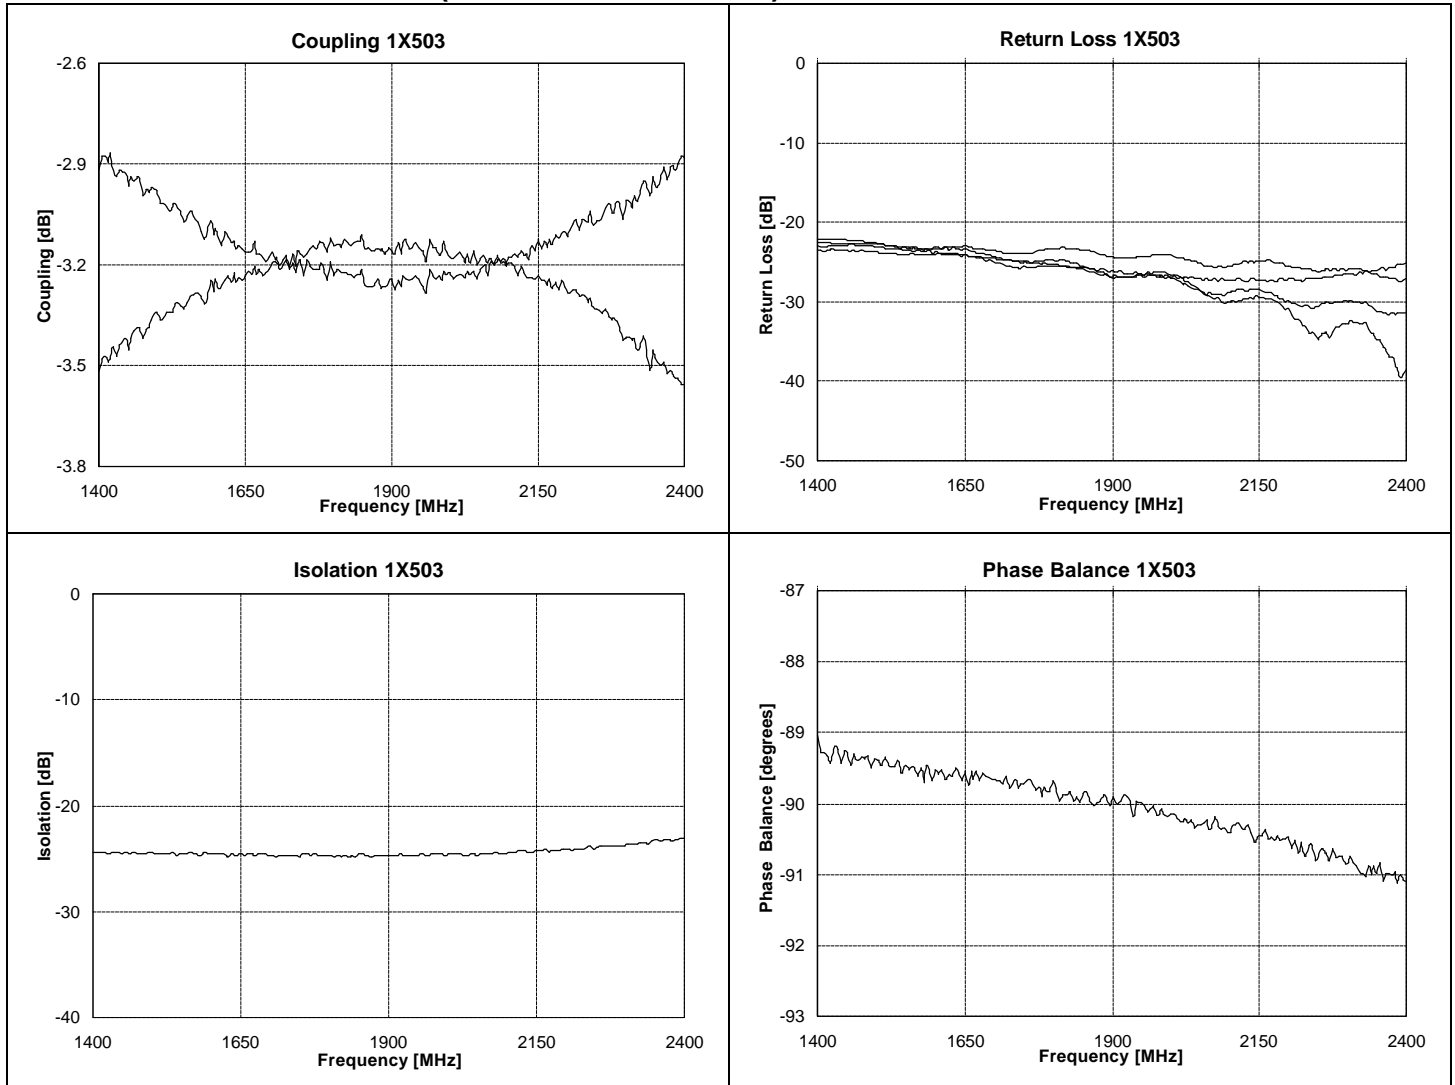 Coupling 1X503
-2.6
-2.9
-3.2
-3.5
-3.8
Coupling [dB]
1400 1650 1900 2150 2400
Frequency [MHz]
Return Loss 1X503
0
-10
-20
-30
-40
-50
Return Loss [dB]
1400 1650 1900 2150 2400
Frequency [MHz]
Isolation 1X503
0
-10
-20
-30
-40
Isolation [dB]
1400 1650 1900 2150 2400
Frequency [MHz]
Phase Balance 1X503
-87
-88
-89
-90
-91
-92
-93
Phase Balance [degrees]
1400 1650 1900 2150 2400
Frequency [MHz]